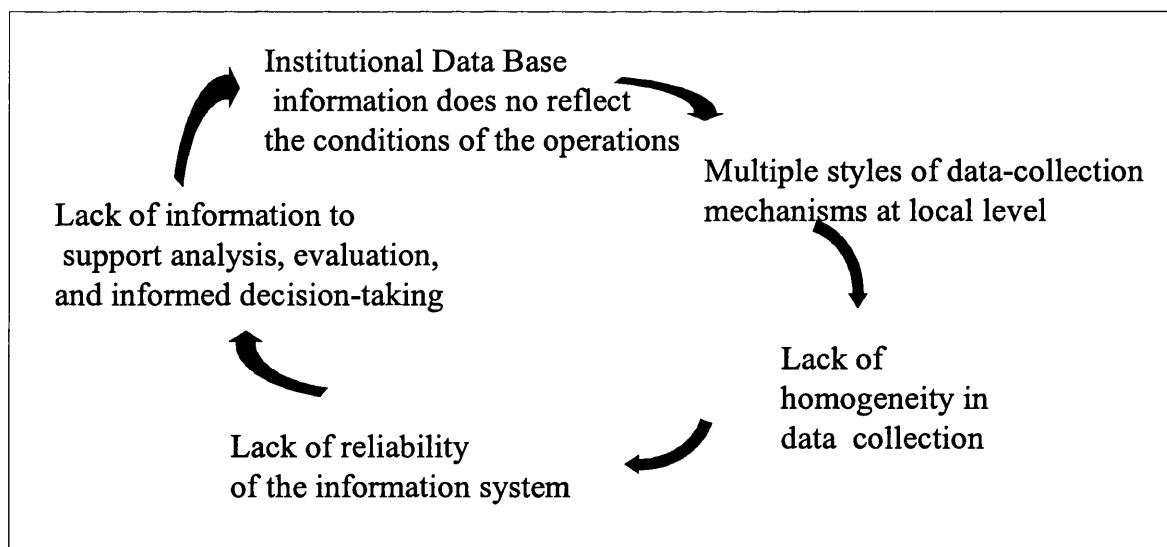 Institutional Data Base
information does no reflect
the conditions of the operations
Multiple styles of data-collection
mechanisms at local level
Lack of
homogeneity in
data collection
Lack of reliability
of the information system
Lack of information to
support analysis, evaluation,
and informed decision-taking